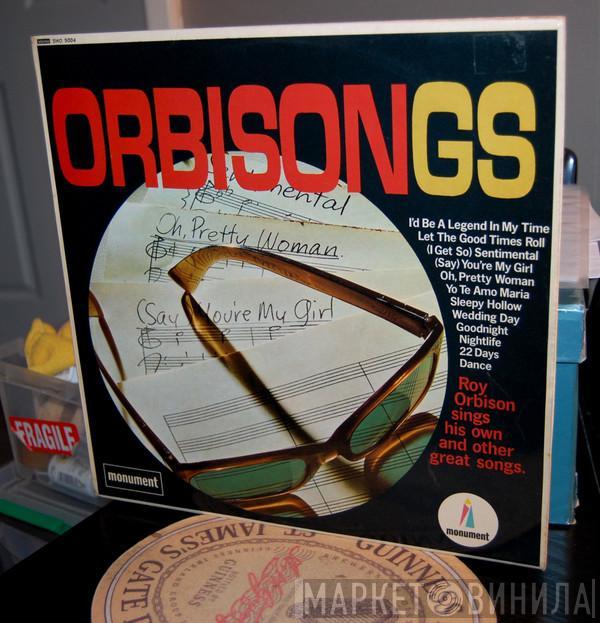 SMO 5004
ORBISONGS
Sentimental
Oh, Pretty Woman.
(Say) You're My Girl
I'd Be A Legend In My Time
Let The Good Times Roll
(I Get So) Sentimental
(Say) You're My Girl
Oh, Pretty Woman
Yo Te Amo Maria
Sleepy Hollow
Wedding Day
Goodnight
Nightlife
22 Days
Dance
Roy
Orbison
sings
his own
and other
great songs.
FRAGILE
monument
monument
ST. JAMES'S GATE
GUINNESS
МАРКЕТ ВИНИЛА